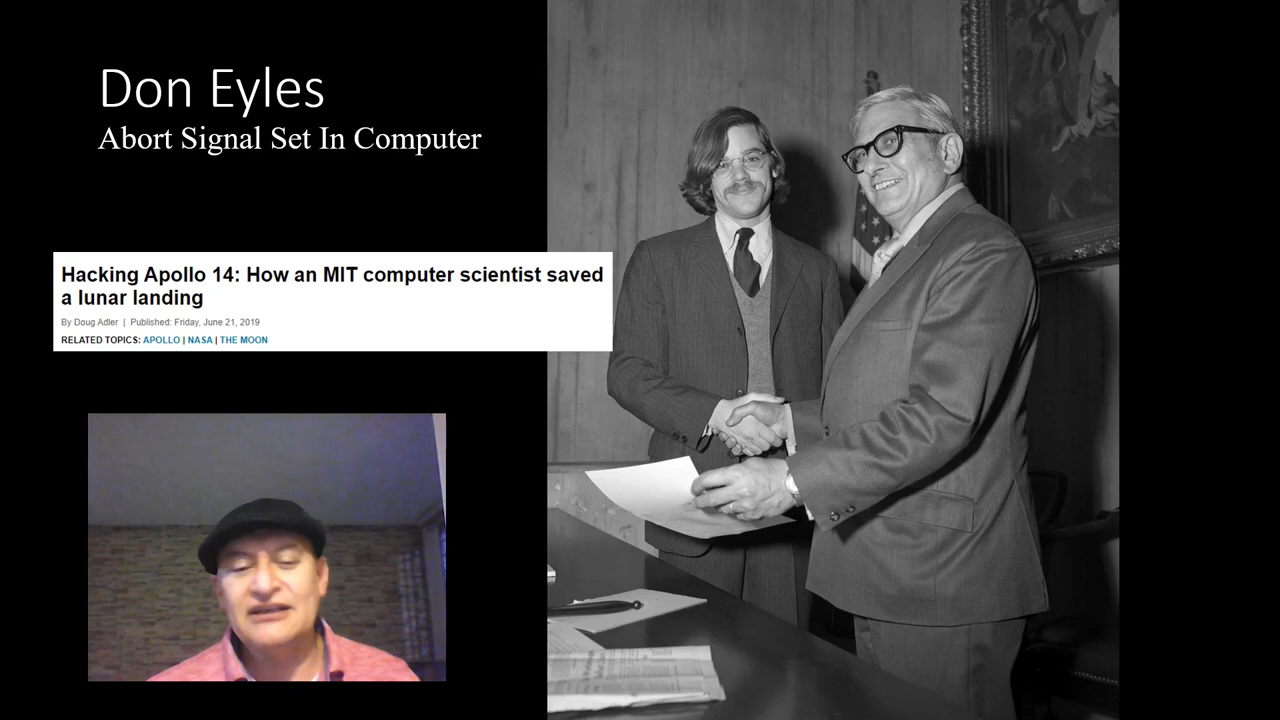 Don Eyles
Abort Signal Set In Computer
Hacking Apollo 14: How an MIT computer scientist saved
a lunar landing
By Doug Adler | Published: Friday, June 21, 2019
RELATED TOPICS: APOLLO | NASA | THE MOON